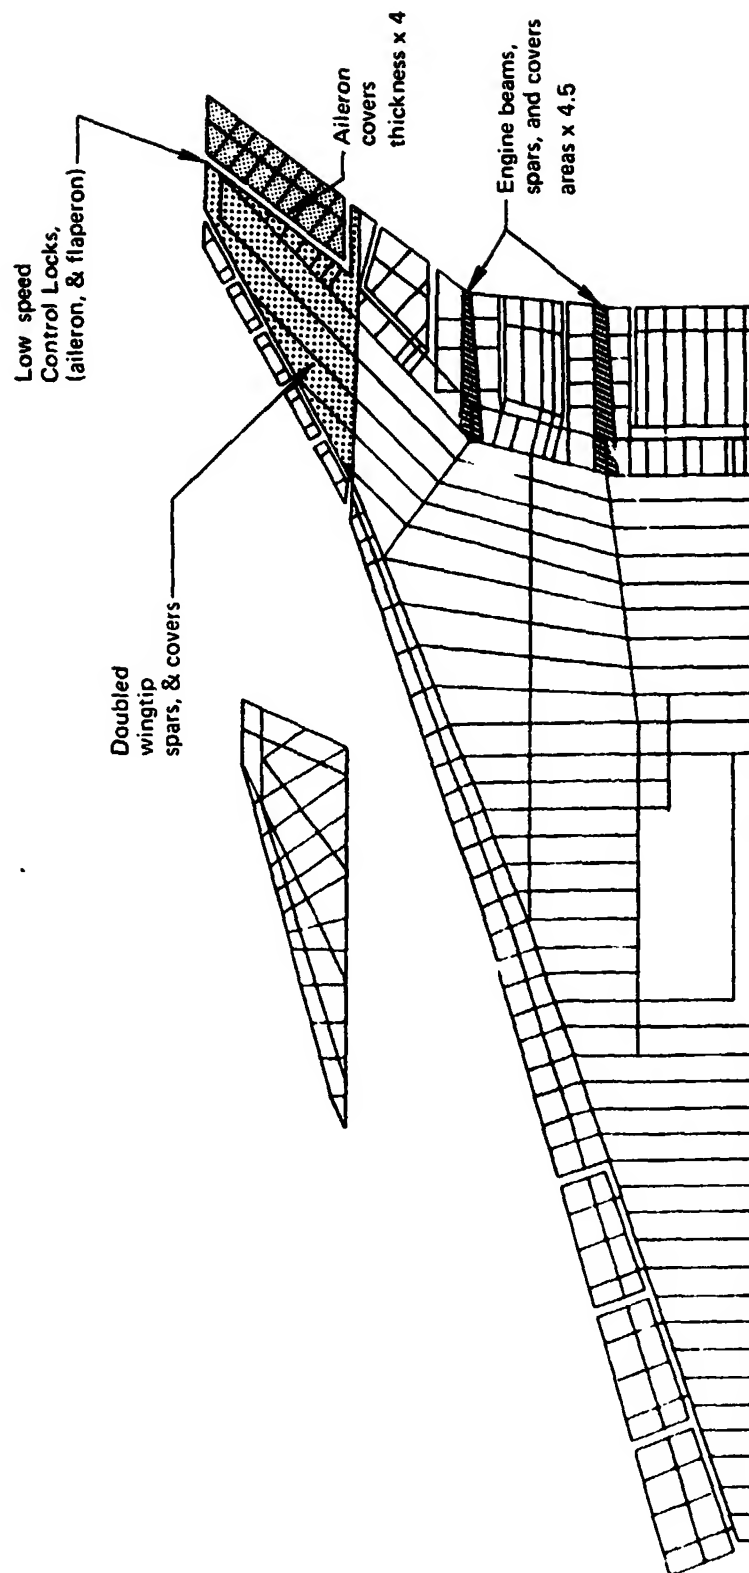 Low speed
Control Locks,
(aileron, & flaperon)
Aileron
covers
thickness x 4
Engine beams,
spars, and covers
areas x 4.5
Doubled
wingtip
spars, & covers